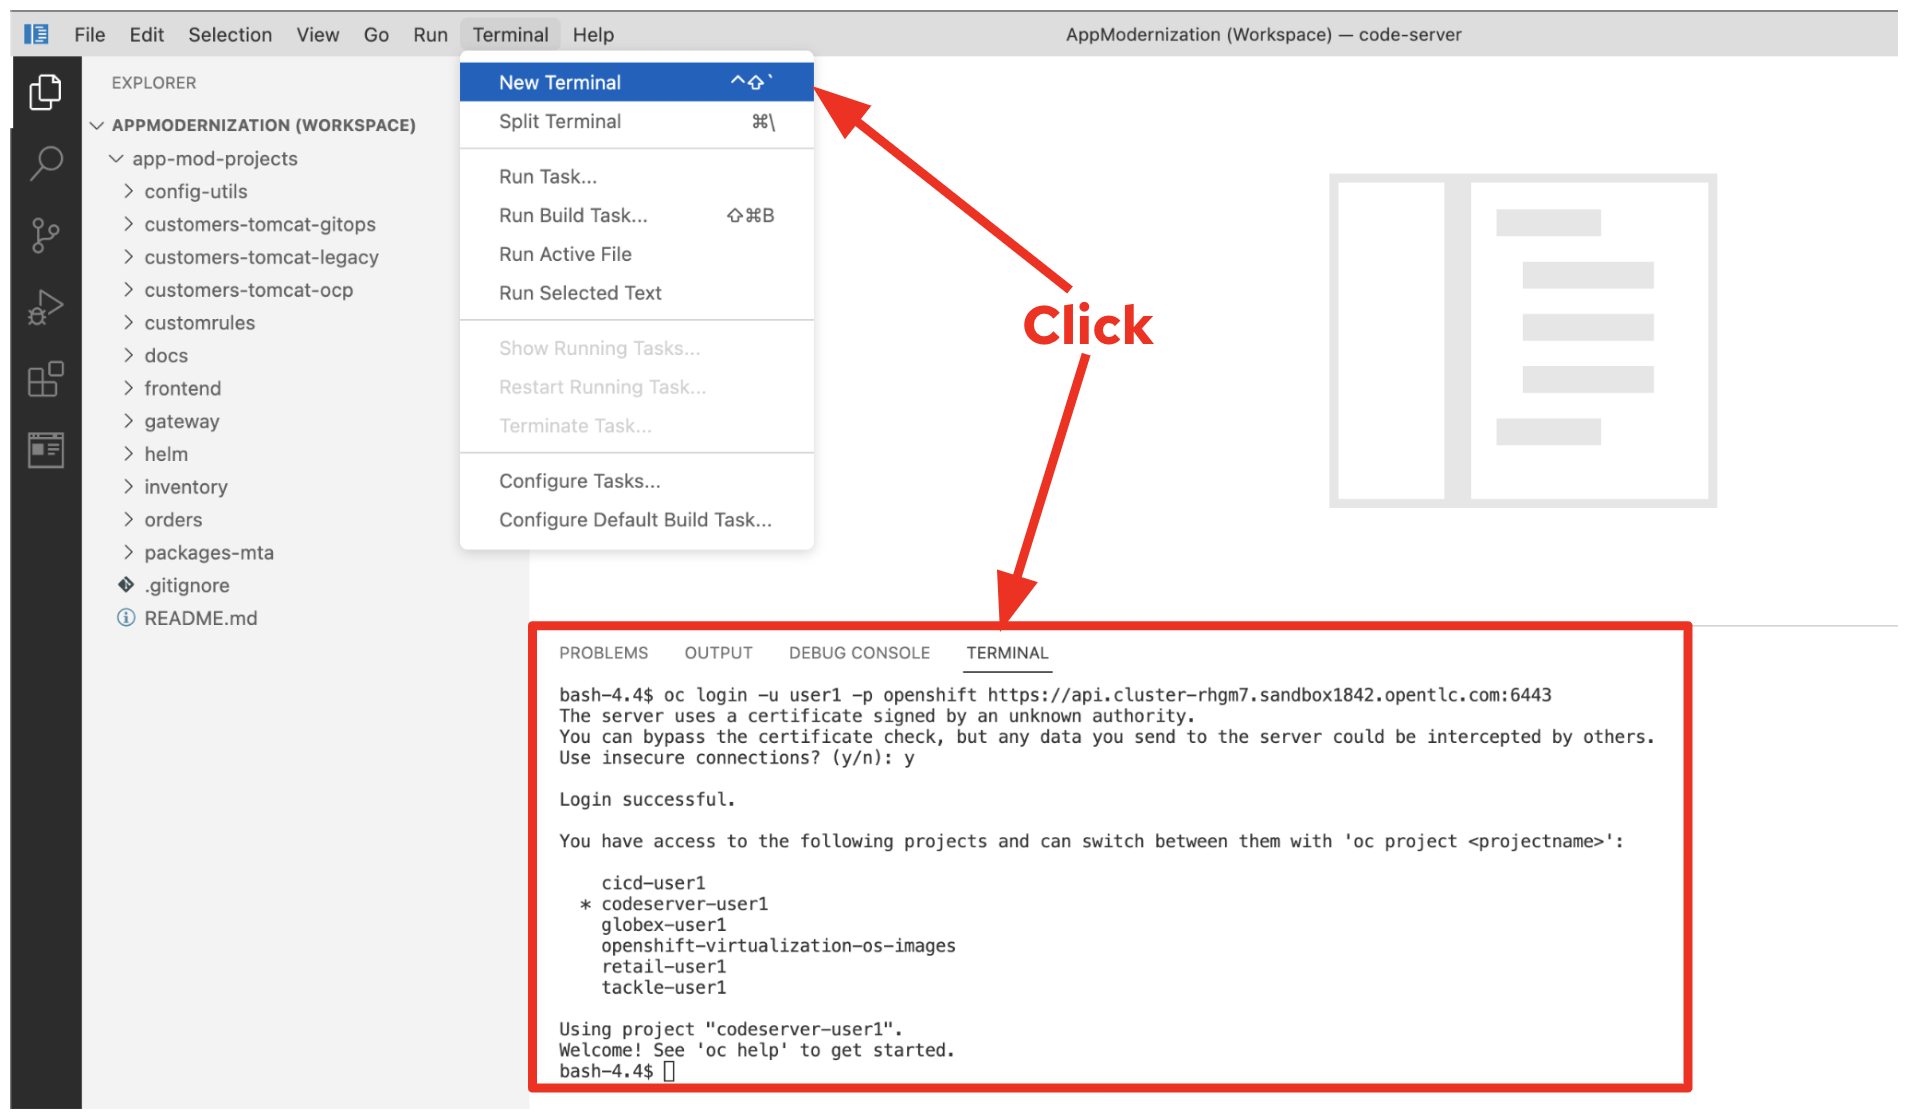 File Edit Selection View Go Run Terminal Help
AppModernization (Workspace) — code-server
EXPLORER
APPMODERNIZATION (WORKSPACE)
app-mod-projects
config-utils
customers-tomcat-gitops
customers-tomcat-legacy
customers-tomcat-ocp
customrules
docs
frontend
gateway
helm
inventory
orders
packages-mta
.gitignore
README.md
New Terminal ^⇧`
Split Terminal ⌘\
Run Task...
Run Build Task... ⇧⌘B
Run Active File
Run Selected Text
Show Running Tasks...
Restart Running Task...
Terminate Task...
Configure Tasks...
Configure Default Build Task...
Click
PROBLEMS OUTPUT DEBUG CONSOLE TERMINAL
bash-4.4$ oc login -u user1 -p openshift https://api.cluster-rhgm7.sandbox1842.opentlc.com:6443
The server uses a certificate signed by an unknown authority.
You can bypass the certificate check, but any data you send to the server could be intercepted by others.
Use insecure connections? (y/n): y
Login successful.
You have access to the following projects and can switch between them with 'oc project <projectname>':
cicd-user1
* codeserver-user1
globex-user1
openshift-virtualization-os-images
retail-user1
tackle-user1
Using project "codeserver-user1".
Welcome! See 'oc help' to get started.
bash-4.4$